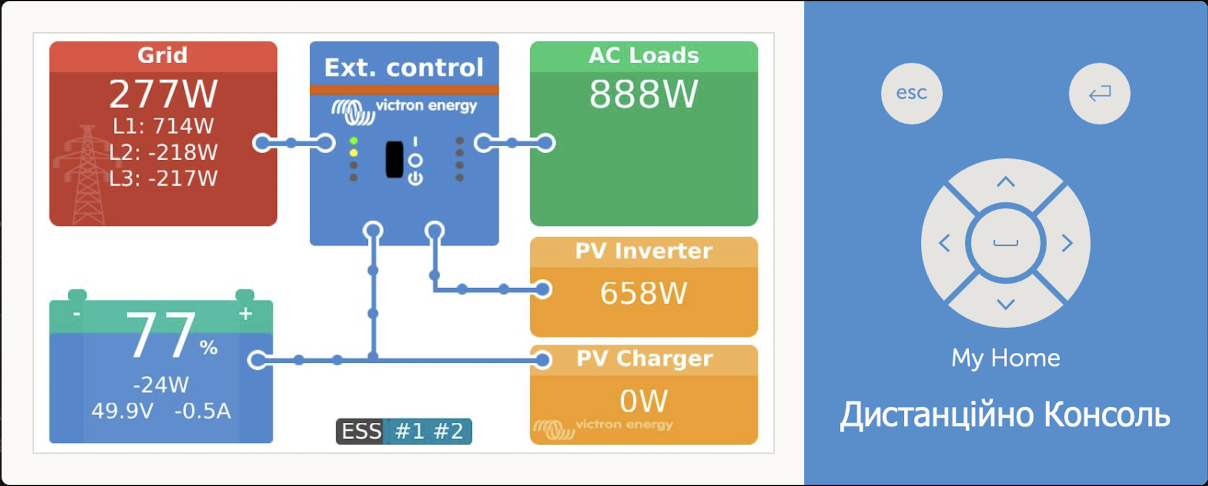 Grid
277W
L1: 714W
L2: -218W
L3: -217W
Ext. control
victron energy
AC Loads
888W
PV Inverter
658W
- +
77%
-24W
49.9V -0.5A
PV Charger
0W
victron energy
ESS #1 #2
esc
My Home
Дистанційно Консоль